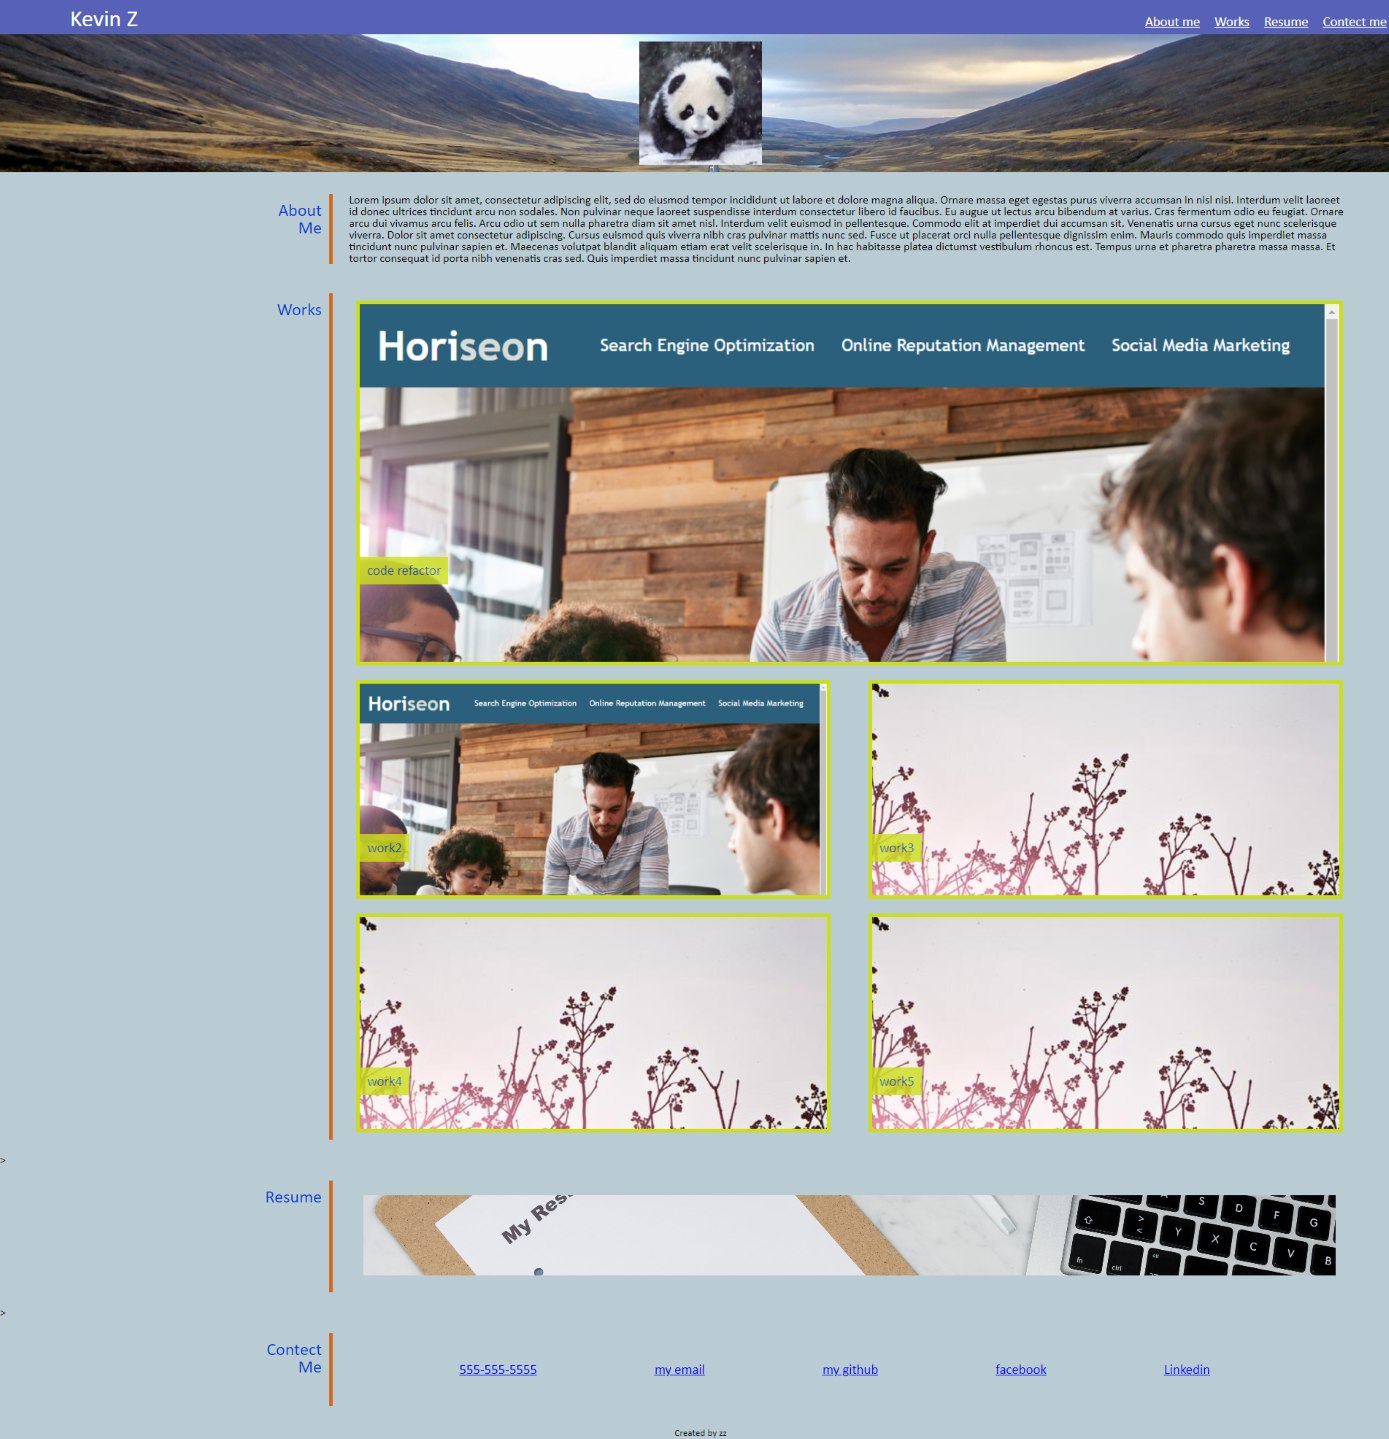 Kevin Z
About me Works Resume Contect me
About
Me
Lorem ipsum dolor sit amet, consectetur adipiscing elit, sed do eiusmod tempor incididunt ut labore et dolore magna aliqua. Ornare massa eget egestas purus viverra accumsan in nisl nisi. Interdum velit laoreet
id donec ultrices tincidunt arcu non sodales. Non pulvinar neque laoreet suspendisse interdum consectetur libero id faucibus. Eu augue ut lectus arcu bibendum at varius. Cras fermentum odio eu feugiat. Ornare
arcu dui vivamus arcu felis. Arcu odio ut sem nulla pharetra diam sit amet nisl. Interdum velit euismod in pellentesque. Commodo elit at imperdiet dui accumsan sit. Venenatis urna cursus eget nunc scelerisque
viverra. Dolor sit amet consectetur adipiscing. Cursus euismod quis viverra nibh cras pulvinar mattis nunc sed. Fusce ut placerat orci nulla pellentesque dignissim enim. Mauris commodo quis imperdiet massa
tincidunt nunc pulvinar sapien et. Maecenas volutpat blandit aliquam etiam erat velit scelerisque in. In hac habitasse platea dictumst vestibulum rhoncus est. Tempus urna et pharetra pharetra massa massa. Et
tortor consequat id porta nibh venenatis cras sed. Quis imperdiet massa tincidunt nunc pulvinar sapien et.
Works
Horiseon Search Engine Optimization Online Reputation Management Social Media Marketing
code refactor
Horiseon Search Engine Optimization Online Reputation Management Social Media Marketing
work2
work3
work4
work5
>
Resume
My Res
A S D F G
> < Y X C V B
fn ctrl alt
>
Contect
Me
555-555-5555 my email my github facebook Linkedin
Created by zz